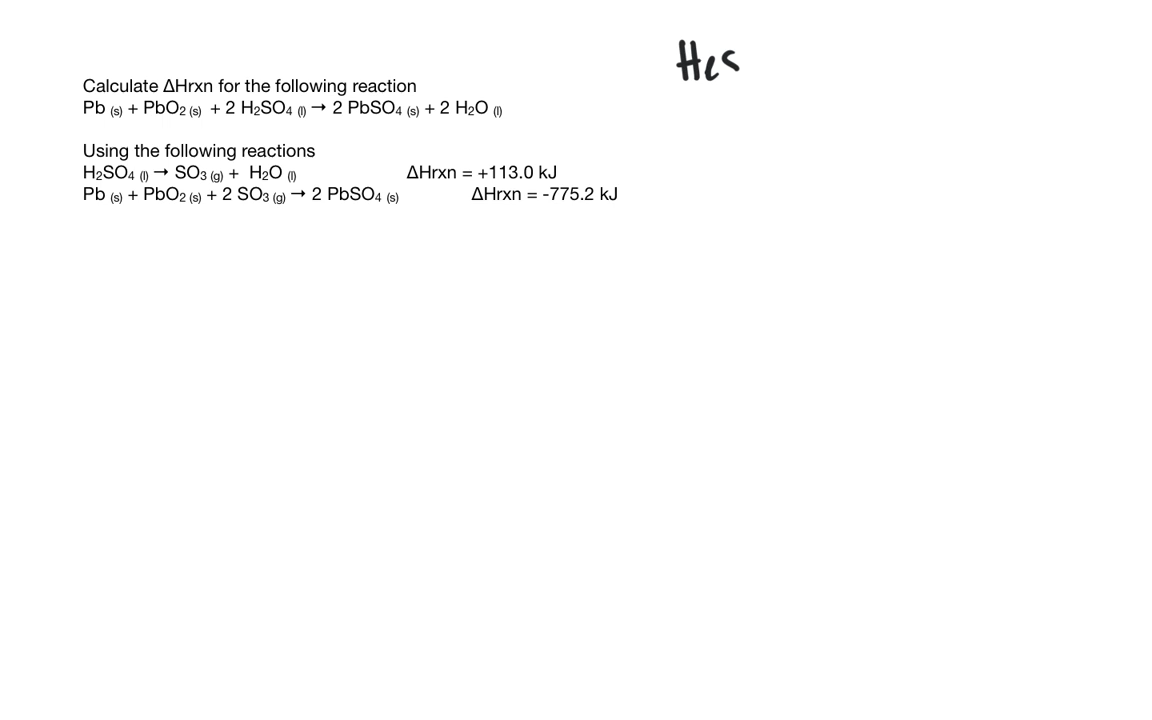 Hes
Calculate ΔHrxn for the following reaction
Pb (s) + PbO2 (s) + 2 H2SO4 (l) → 2 PbSO4 (s) + 2 H2O (l)
Using the following reactions
H2SO4 (l) → SO3 (g) + H2O (l) ΔHrxn = +113.0 kJ
Pb (s) + PbO2 (s) + 2 SO3 (g) → 2 PbSO4 (s) ΔHrxn = -775.2 kJ